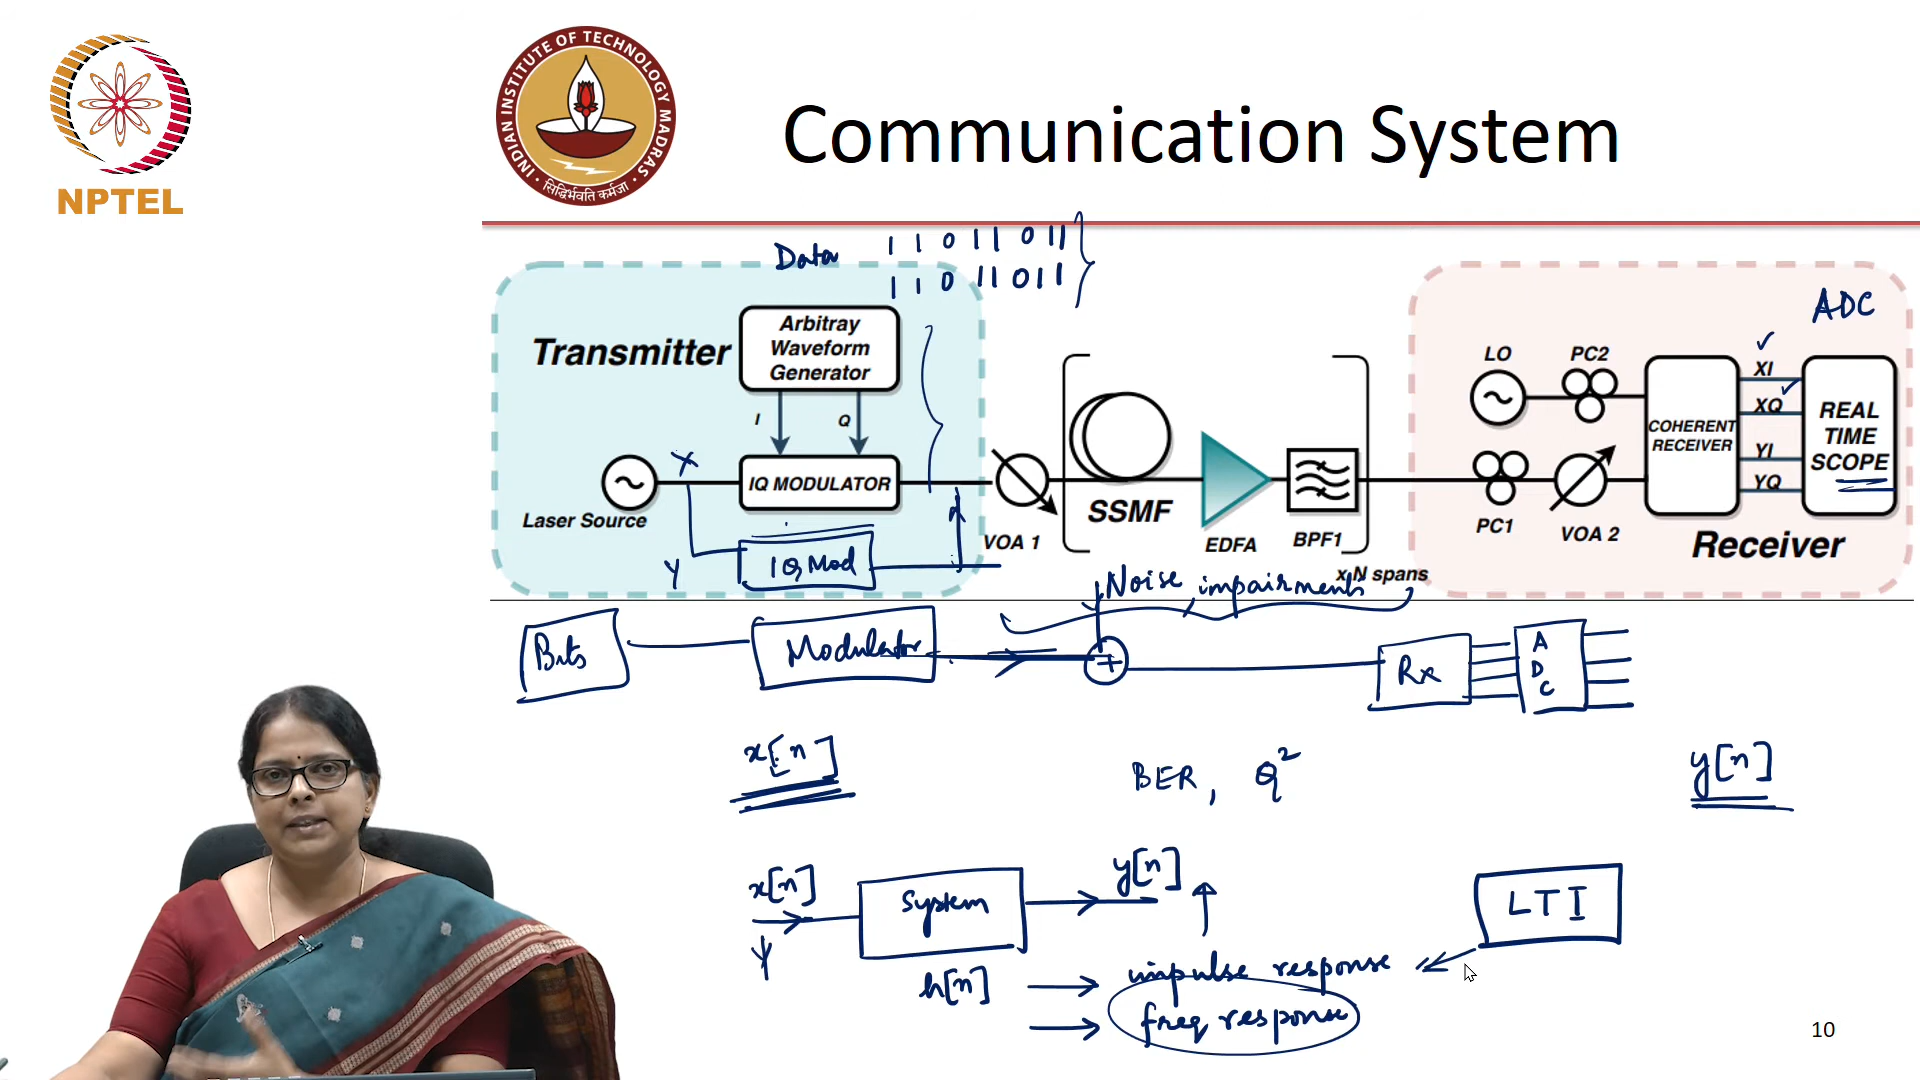 NPTEL
INDIAN INSTITUTE OF TECHNOLOGY MADRAS
सिद्धिर्भवति कर्मजा
Communication System
Data 1 1 0 1 1 0 1 1
1 1 0 1 1 0 1 1
Transmitter
Arbitray
Waveform
Generator
I Q
X
IQ MODULATOR
Laser Source
Y
IQ Mod
VOA 1
SSMF
EDFA
BPF1
x N spans
ADC
LO
PC2
COHERENT
RECEIVER
XI
XQ
YI
YQ
REAL
TIME
SCOPE
PC1
VOA 2
Receiver
Noise, impairments
Bits
Modulator
+
Rx
A
D
C
x[n]
BER, Q²
y[n]
x[n]
System
y[n]
LTI
h[n]
impulse response
freq response
10